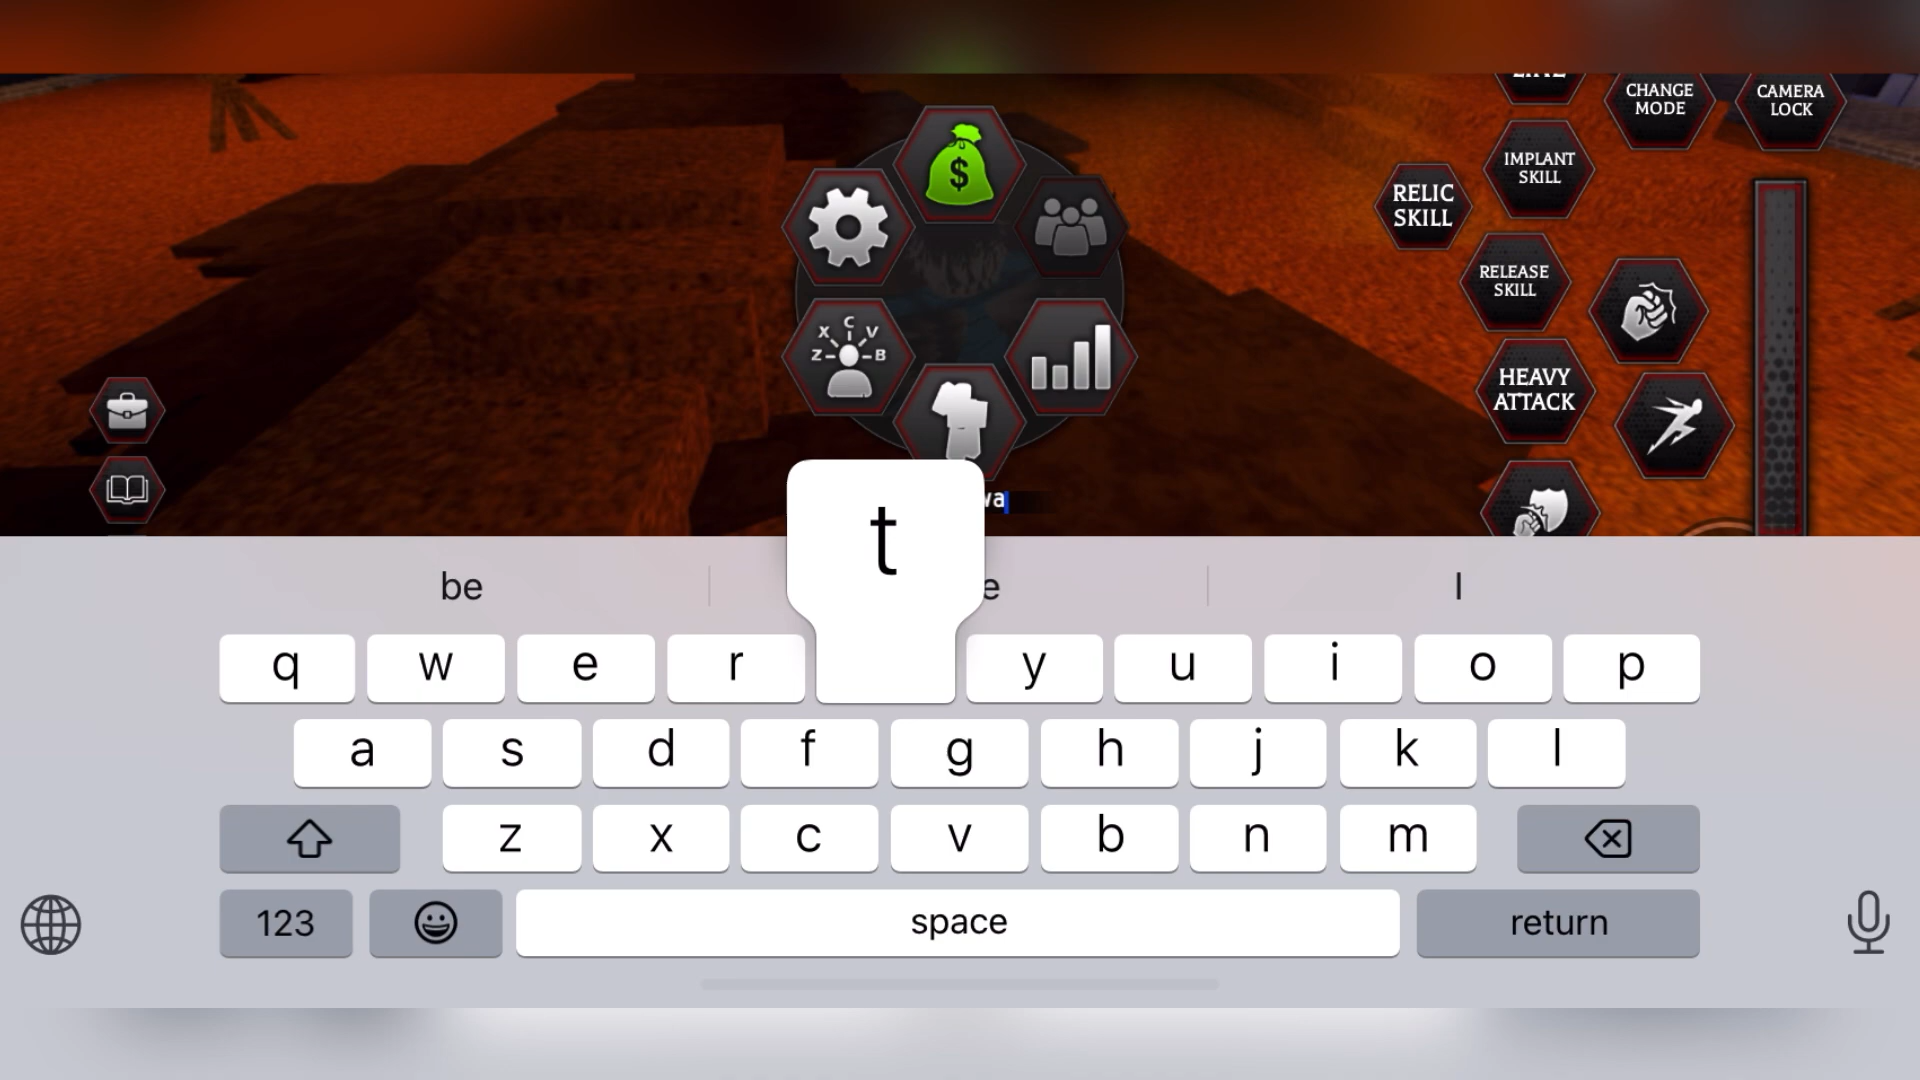 CHANGE
MODE
CAMERA
LOCK
IMPLANT
SKILL
RELIC
SKILL
$
RELEASE
SKILL
X C V
Z B
HEAVY
ATTACK
t
be
I
q w e r y u i o p
a s d f g h j k l
z x c v b n m
123 space return